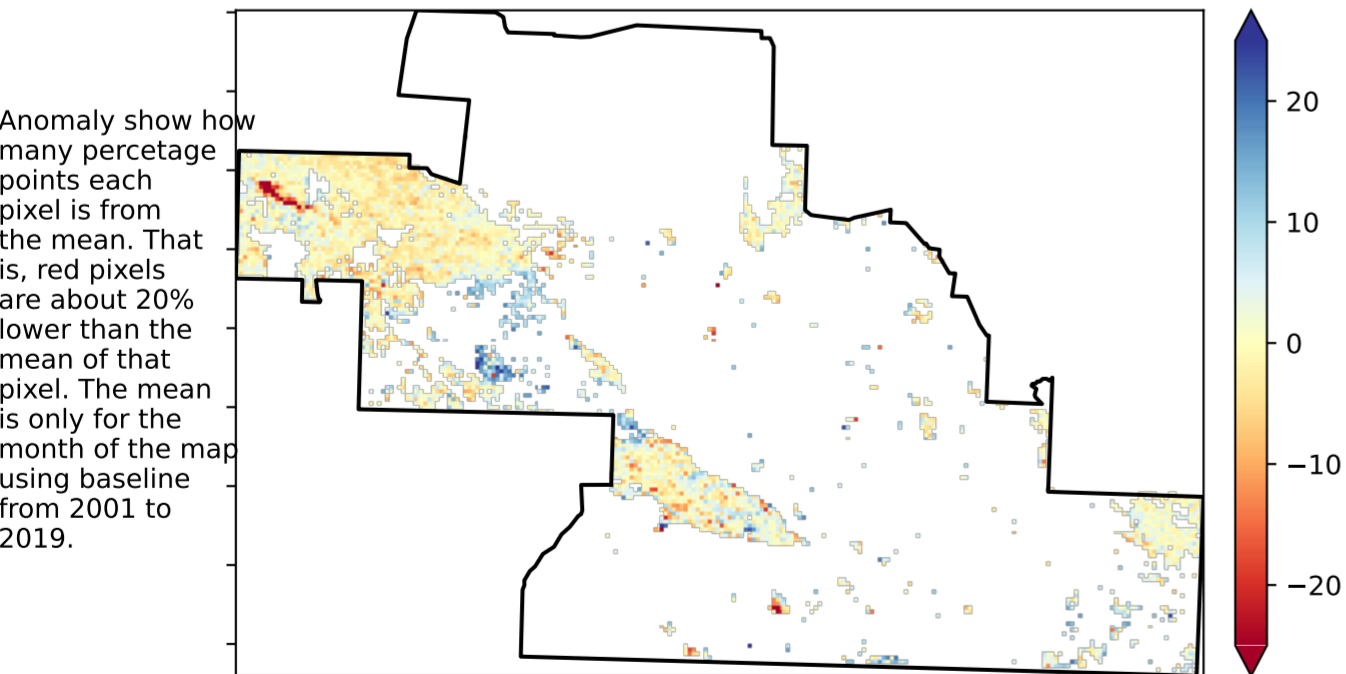 Anomaly show how
many percetage
points each
pixel is from
the mean. That
is, red pixels
are about 20%
lower than the
mean of that
pixel. The mean
is only for the
month of the map
using baseline
from 2001 to
2019.
20
10
0
−10
−20